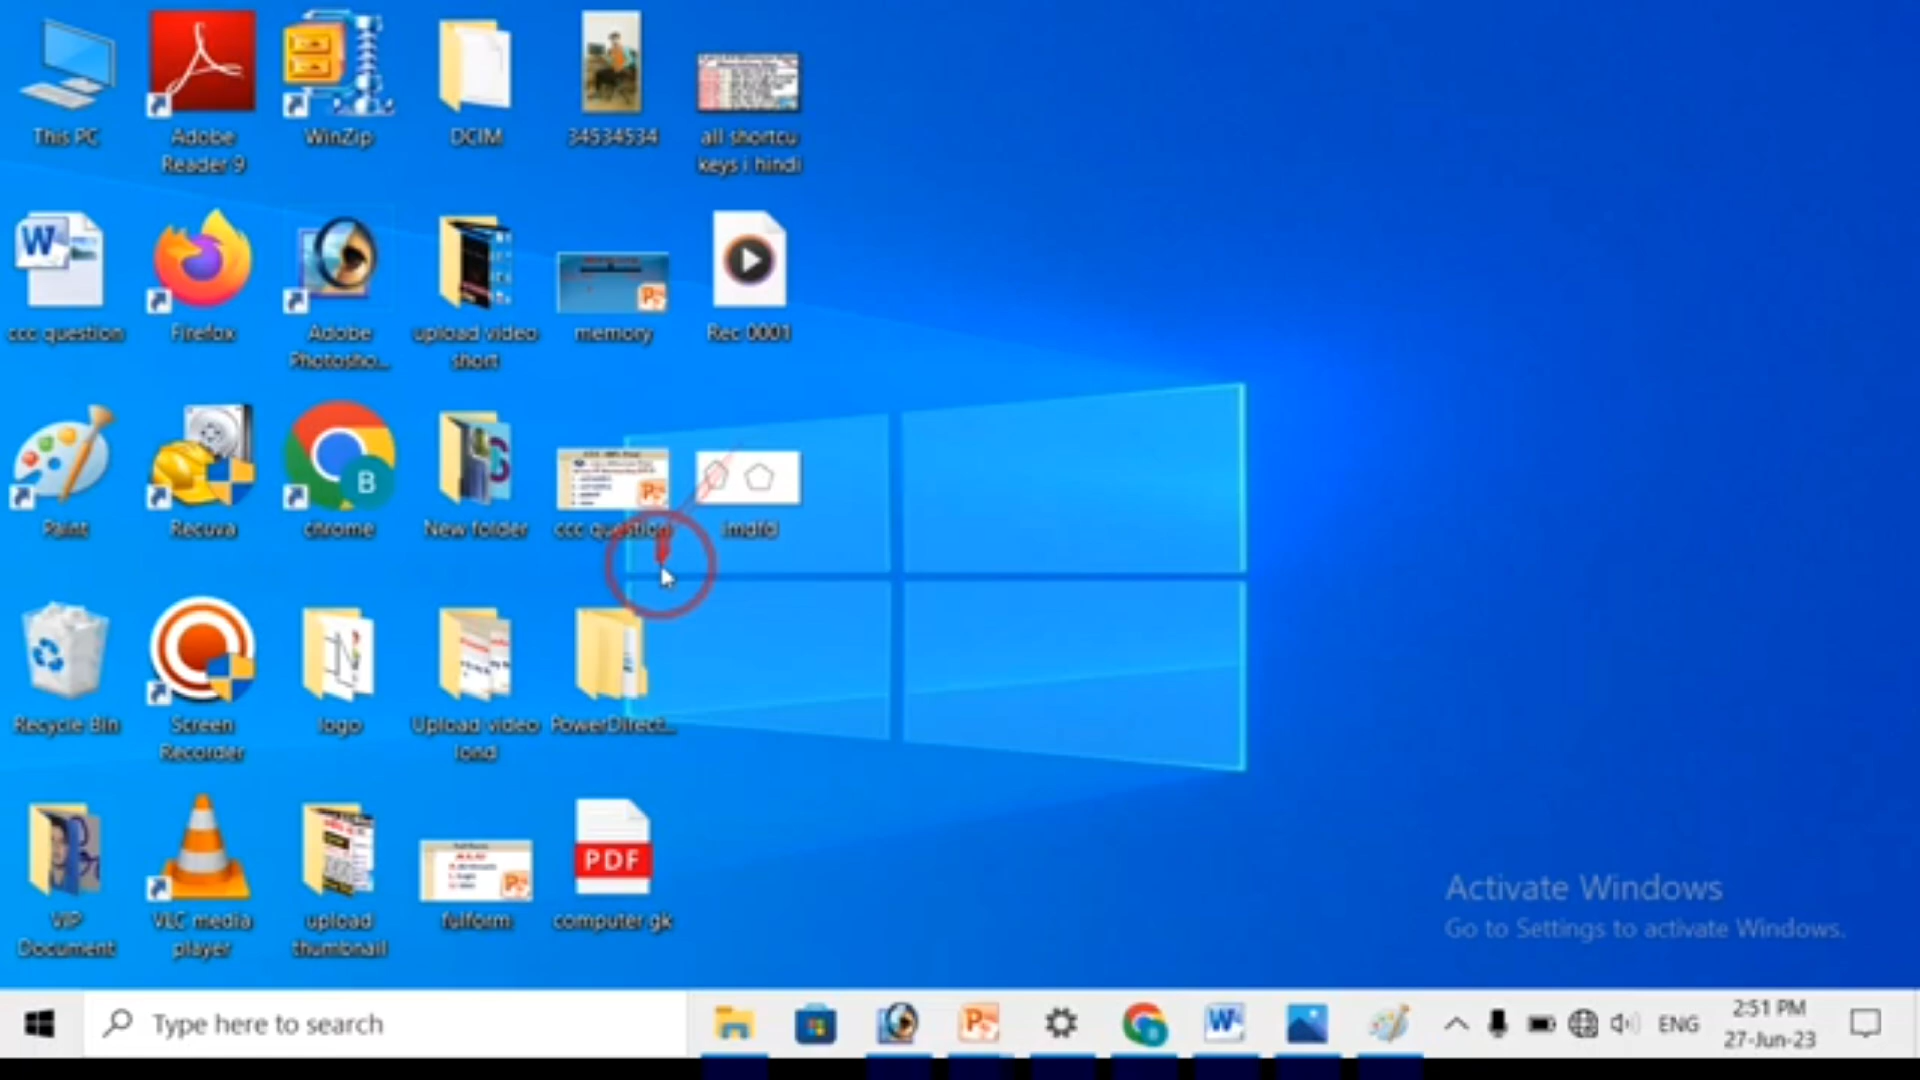 This PC
Adobe
Reader 9
WinZip
DCIM
34534534
all shortcu
keys i hindi
ccc question
Firefox
Adobe
Photosho...
upload video
short
memory
Rec 0001
Paint
Recuva
B
chrome
New folder
ccc question
imdfd
Recycle Bin
Screen
Recorder
logo
Upload video
lond
PowerDirect...
VIP
Document
VLC media
player
upload
thumbnail
fulform
PDF
computer gk
Activate Windows
Go to Settings to activate Windows.
Type here to search
ENG
2:51 PM
27-Jun-23